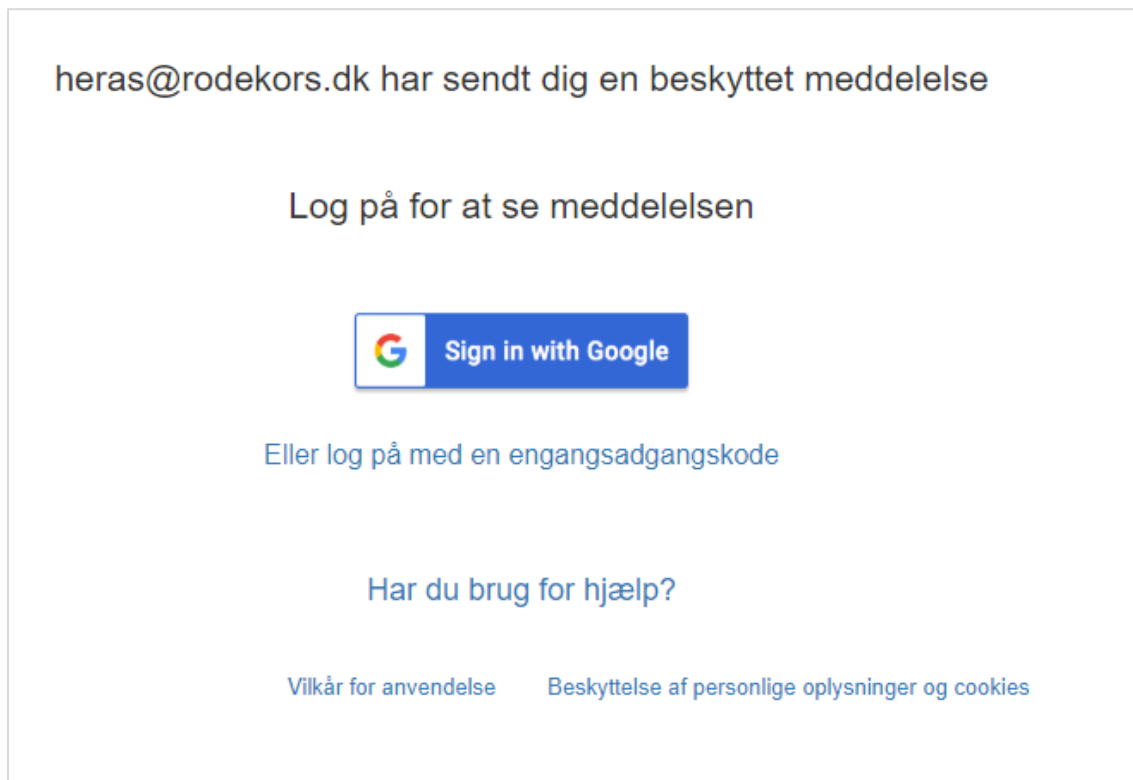 heras@rodekors.dk har sendt dig en beskyttet meddelelse
Log på for at se meddelelsen
Sign in with Google
Eller log på med en engangsadgangskode
Har du brug for hjælp?
Vilkår for anvendelse Beskyttelse af personlige oplysninger og cookies